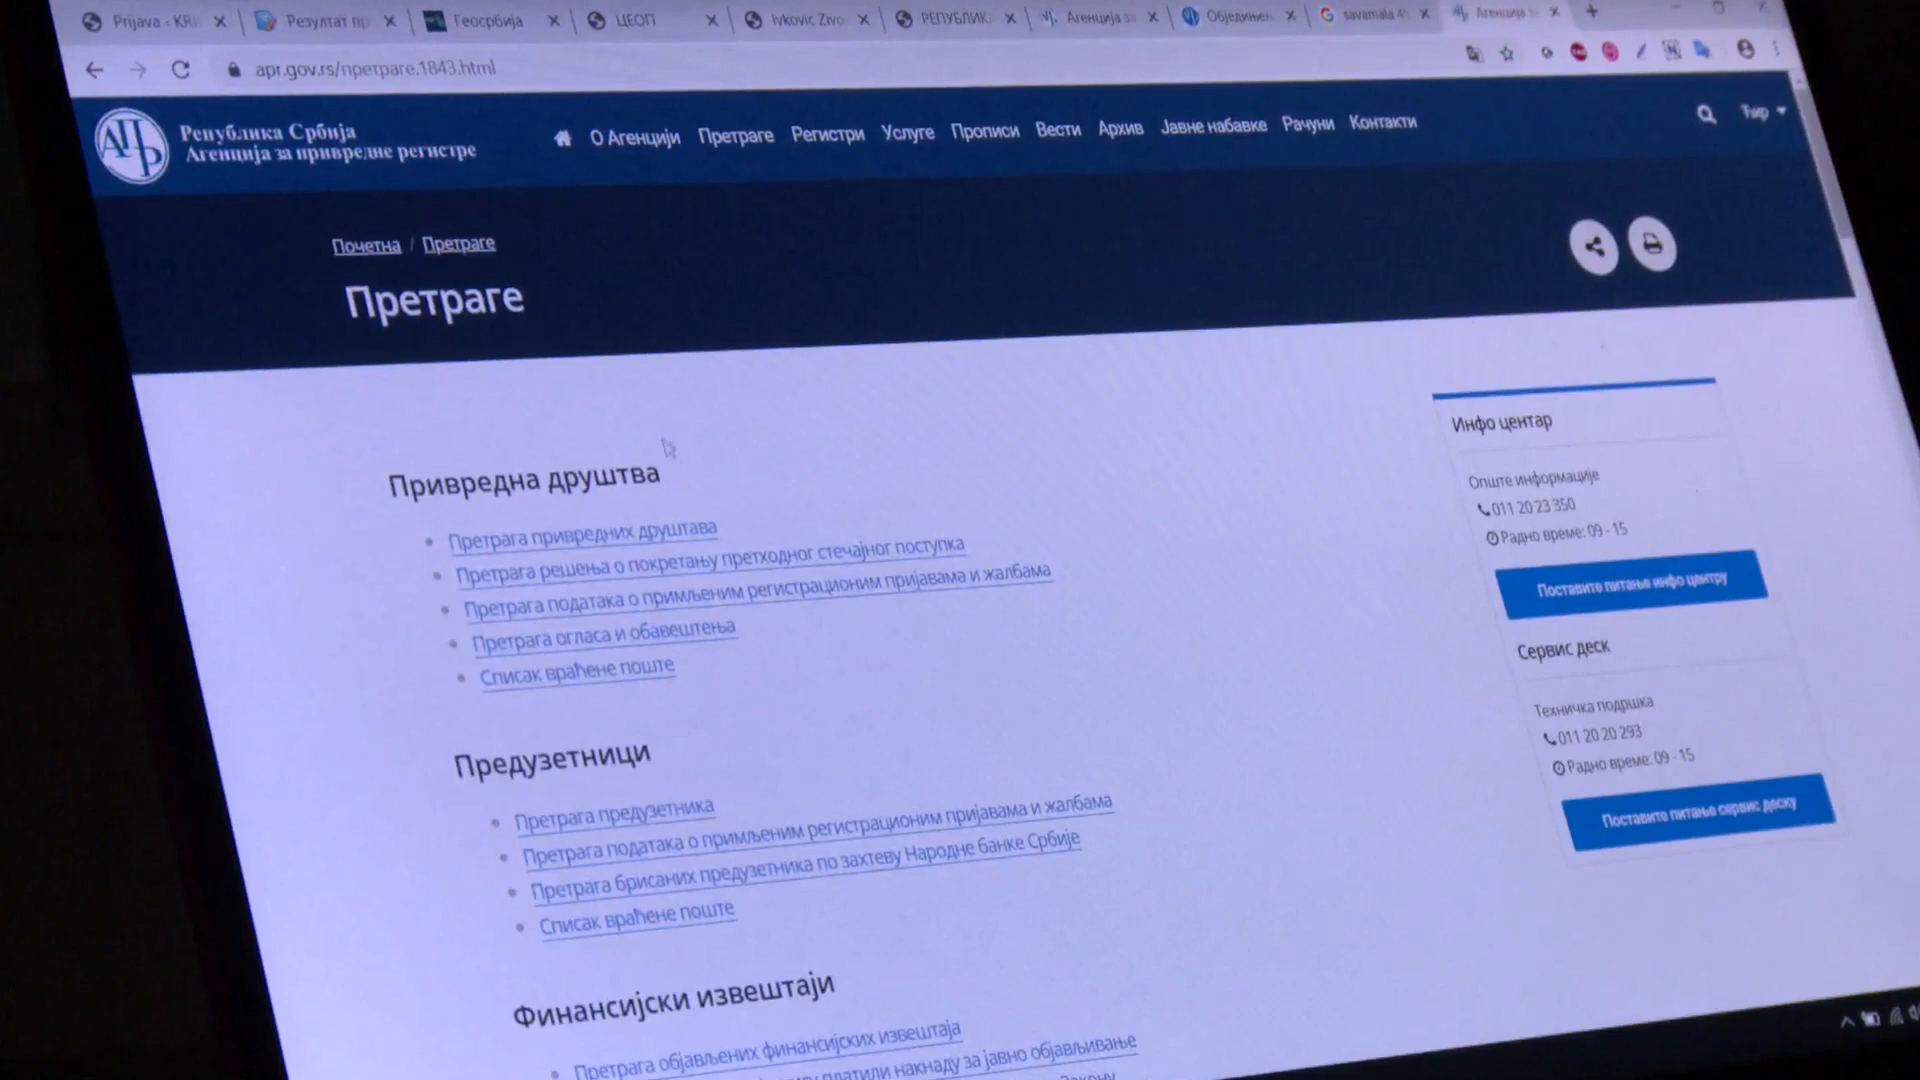 Prijava - KRI
Резултат пр
Геосрбија
ЦЕОП
Ivkovic Zivo
РЕПУБЛИК
Агенција за
Обједињен
savamala
Агенција
apr.gov.rs/претраге.1843.html
АПР
Република Србија
Агенција за привредне регистре
О Агенцији Претраге Регистри Услуге Прописи Вести Архив Јавне набавке Рачуни Контакти
Ћир
Почетна / Претраге
Претраге
Привредна друштва
Претрага привредних друштава
Претрага решења о покретању претходног стечајног поступка
Претрага података о примљеним регистрационим пријавама и жалбама
Претрага огласа и обавештења
Списак враћене поште
Предузетници
Претрага предузетника
Претрага података о примљеним регистрационим пријавама и жалбама
Претрага брисаних предузетника по захтеву Народне банке Србије
Списак враћене поште
Финансијски извештаји
Претрага објављених финансијских извештаја
платили накнаду за јавно објављивање
Закону
Инфо центар
Опште информације
011 20 23 350
Радно време: 09 - 15
Поставите питање инфо центру
Сервис деск
Техничка подршка
011 20 20 293
Радно време: 09 - 15
Поставите питање сервис деску